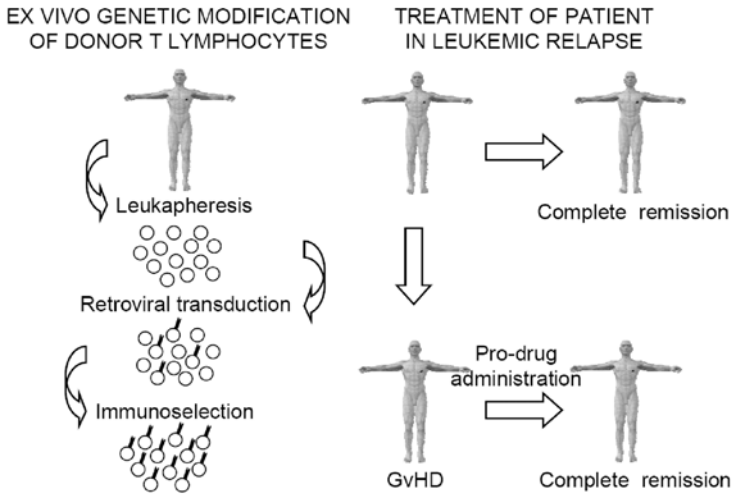 EX VIVO GENETIC MODIFICATION
OF DONOR T LYMPHOCYTES
Leukapheresis
Retroviral transduction
Immunoselection
TREATMENT OF PATIENT
IN LEUKEMIC RELAPSE
Complete remission
Pro-drug
administration
GvHD
Complete remission